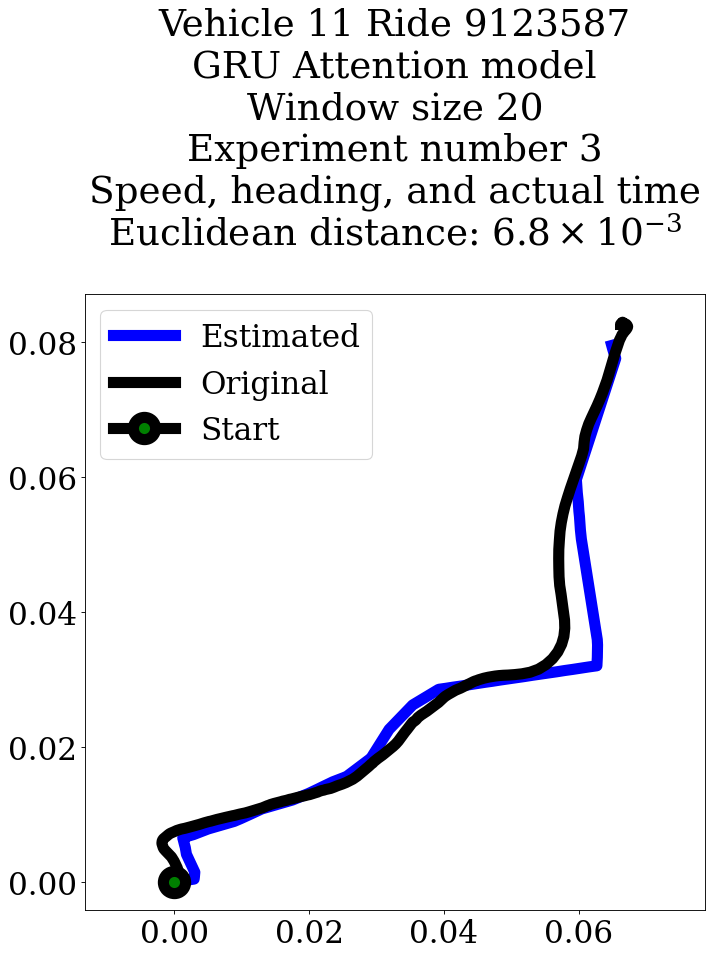 Vehicle 11 Ride 9123587
GRU Attention model
Window size 20
Experiment number 3
Speed, heading, and actual time
Euclidean distance: 6.8 × 10⁻³
Estimated
Original
Start
0.08
0.06
0.04
0.02
0.00
0.00 0.02 0.04 0.06